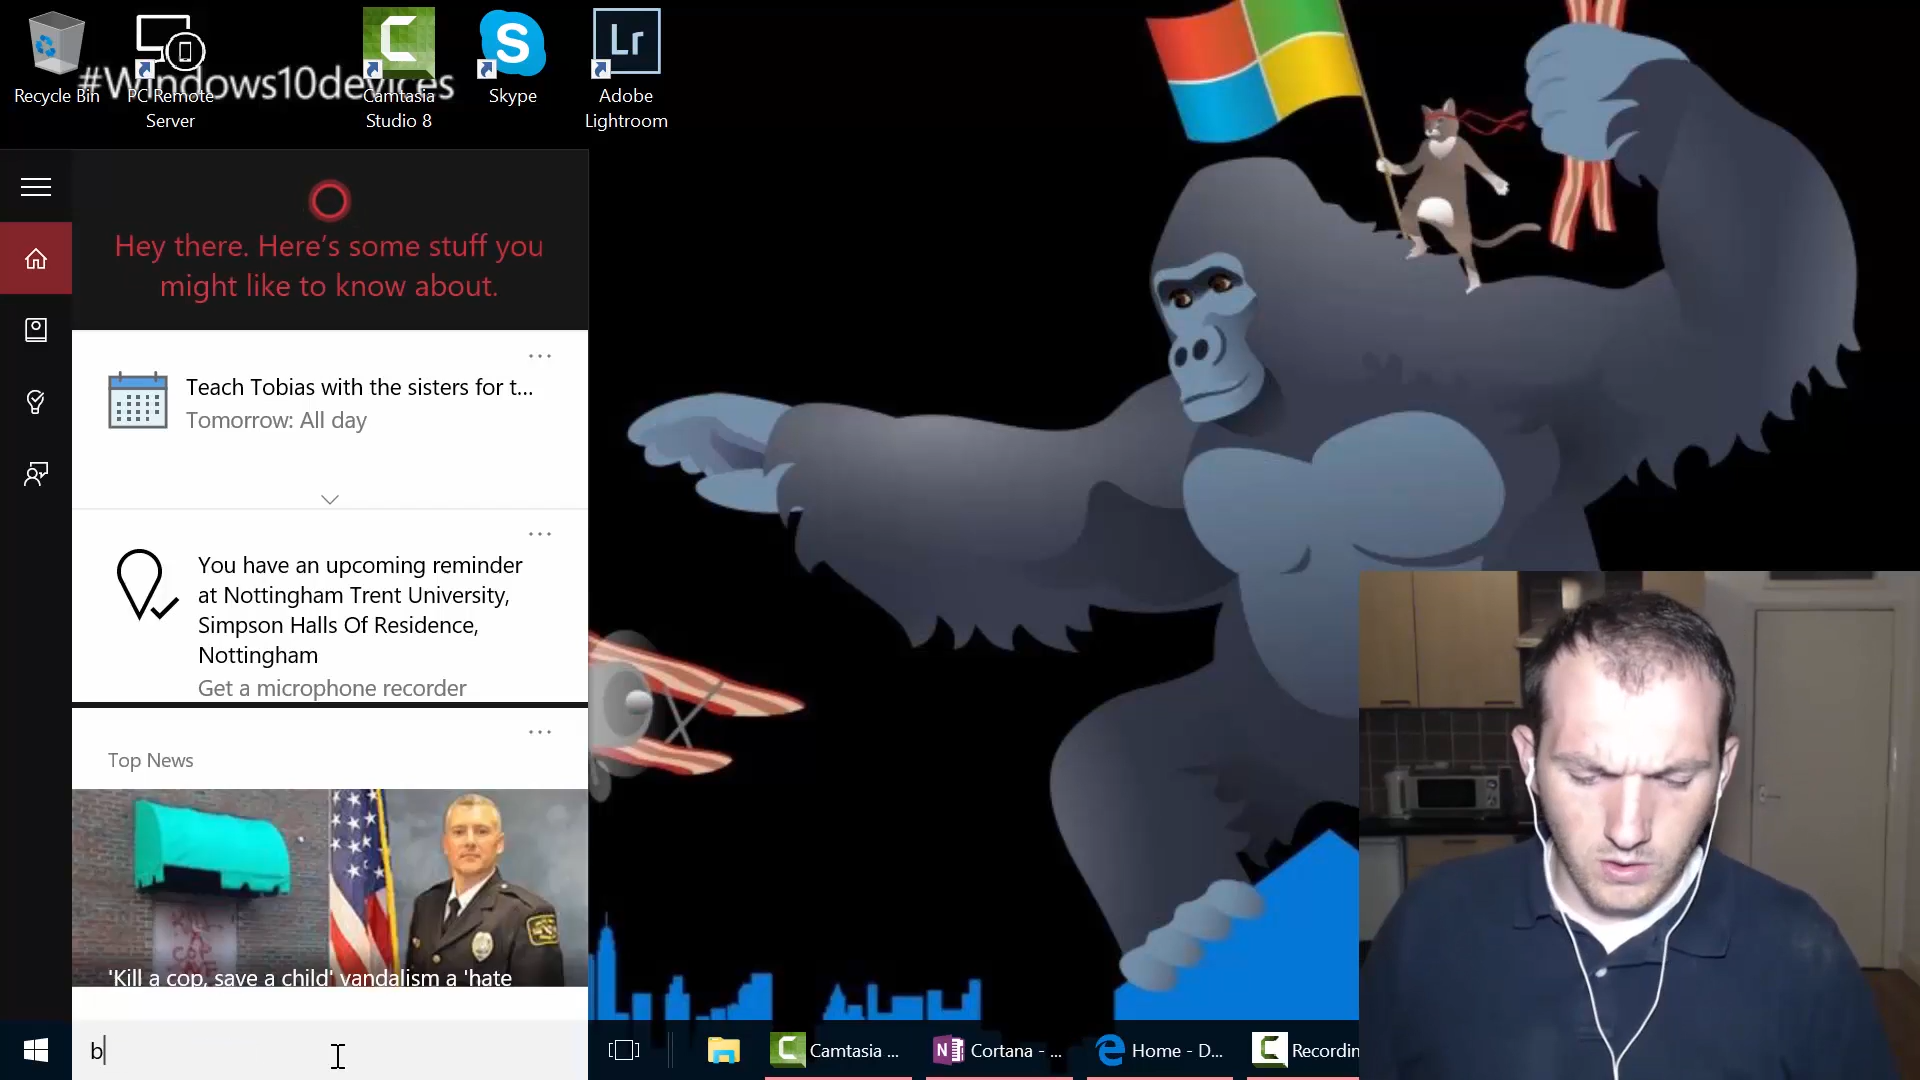 #Windows10devices
Recycle Bin
PC Remote
Server
Camtasia
Studio 8
Skype
Lr
Adobe
Lightroom
Hey there. Here's some stuff you
might like to know about.
Teach Tobias with the sisters for t...
Tomorrow: All day
You have an upcoming reminder
at Nottingham Trent University,
Simpson Halls Of Residence,
Nottingham
Get a microphone recorder
Top News
KILL
COP
'Kill a cop, save a child' vandalism a 'hate
b
Camtasia ...
Cortana - ...
Home - D...
Recordin